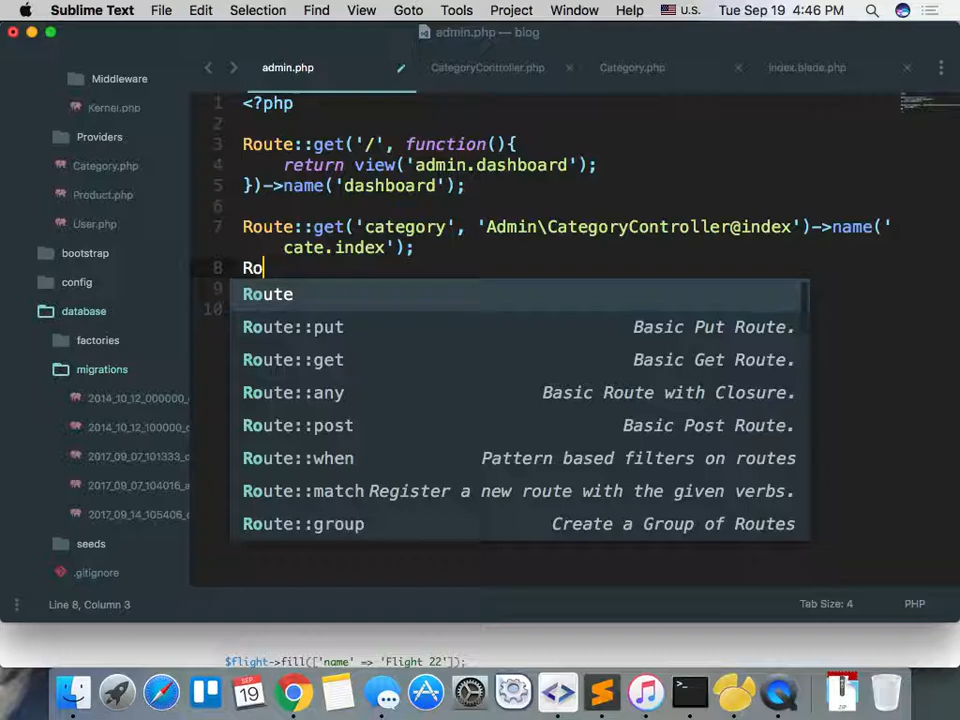 Sublime Text File Edit Selection Find View Goto Tools Project Window Help U.S. Tue Sep 19 4:46 PM
admin.php — blog
admin.php CategoryController.php Category.php index.blade.php
Middleware
Kernel.php
Providers
Category.php
Product.php
User.php
bootstrap
config
database
factories
migrations
2014_10_12_000000_
2014_10_12_100000_
2017_09_07_101333_
2017_09_07_104016_
2017_09_14_105406_
seeds
.gitignore
1 <?php
2
3 Route::get('/', function(){
4 return view('admin.dashboard');
5 })->name('dashboard');
6
7 Route::get('category', 'Admin\CategoryController@index')->name('
cate.index');
8 Ro
9
10
Route
Route::put Basic Put Route.
Route::get Basic Get Route.
Route::any Basic Route with Closure.
Route::post Basic Post Route.
Route::when Pattern based filters on routes
Route::match Register a new route with the given verbs.
Route::group Create a Group of Routes
Line 8, Column 3 Tab Size: 4 PHP
$flight->fill(['name' => 'Flight 22']);
19
ZIP